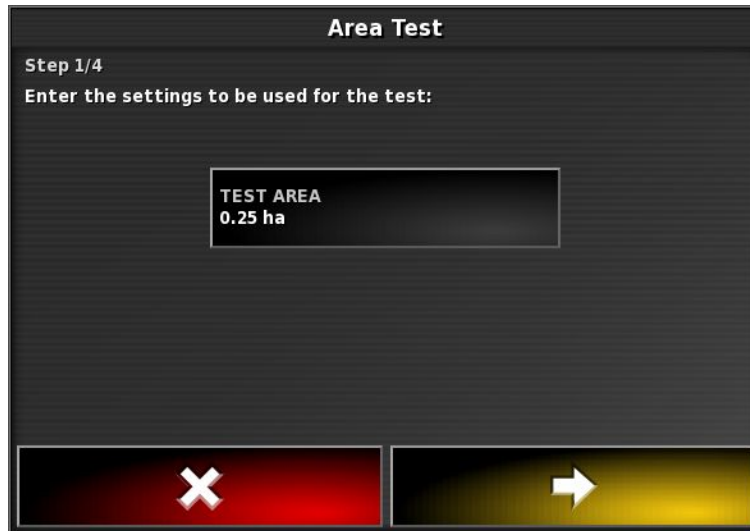 Area Test
Step 1/4
Enter the settings to be used for the test:
TEST AREA
0.25 ha